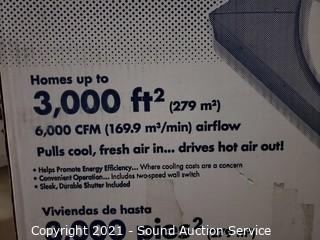 Homes up to
3,000 ft² (279 m²)
6,000 CFM (169.9 m³/min) airflow
Pulls cool, fresh air in... drives hot air out!
• Helps Promote Energy Efficiency... Where cooling costs are a concern
• Convenient Operation... Includes two-speed wall switch
• Sleek, Durable Shutter Included
Viviendas de hasta
Copyright 2021 - Sound Auction Service